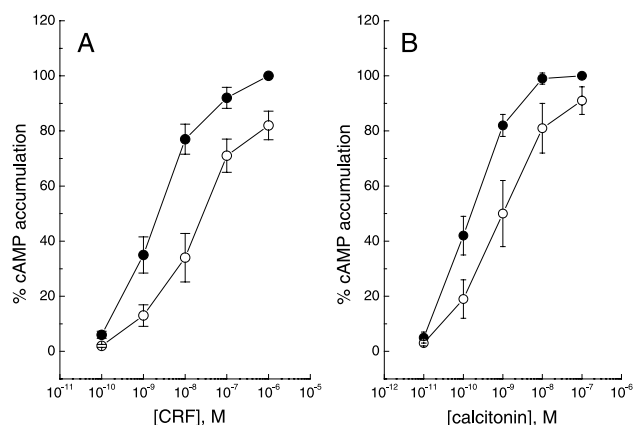 A
120
100
80
60
40
20
0
% cAMP accumulation
10⁻¹¹ 10⁻¹⁰ 10⁻⁹ 10⁻⁸ 10⁻⁷ 10⁻⁶ 10⁻⁵
[CRF], M
B
120
100
80
60
40
20
0
% cAMP accumulation
10⁻¹² 10⁻¹¹ 10⁻¹⁰ 10⁻⁹ 10⁻⁸ 10⁻⁷ 10⁻⁶
[calcitonin], M